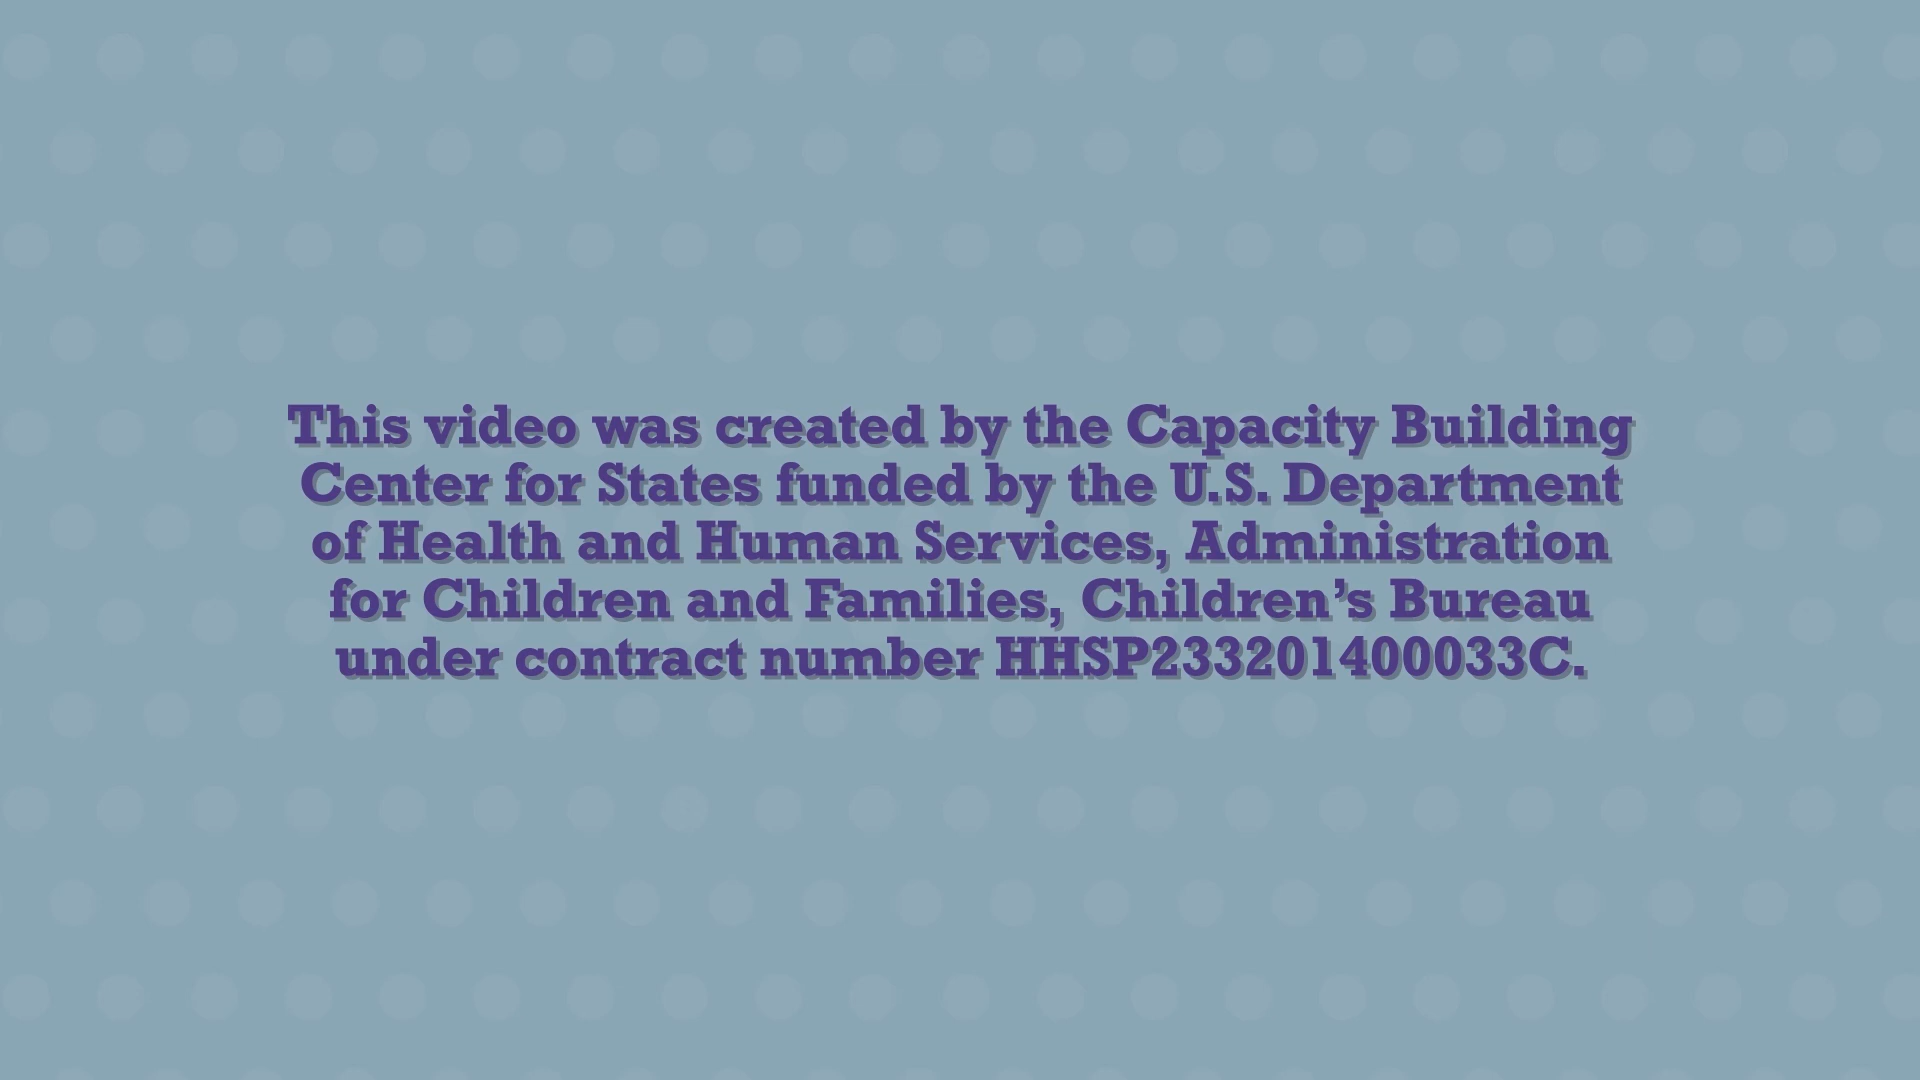 This video was created by the Capacity Building
Center for States funded by the U.S. Department
of Health and Human Services, Administration
for Children and Families, Children’s Bureau
under contract number HHSP233201400033C.